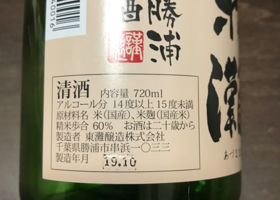 勝浦
清酒 内容量 720ml
アルコール分 14度以上15度未満
原材料名 米(国産)、米麹(国産)
精米歩合 60% お酒は二十歳から
製造者 東灘醸造株式会社
千葉県勝浦市串浜一〇三三
製造年月 19.10